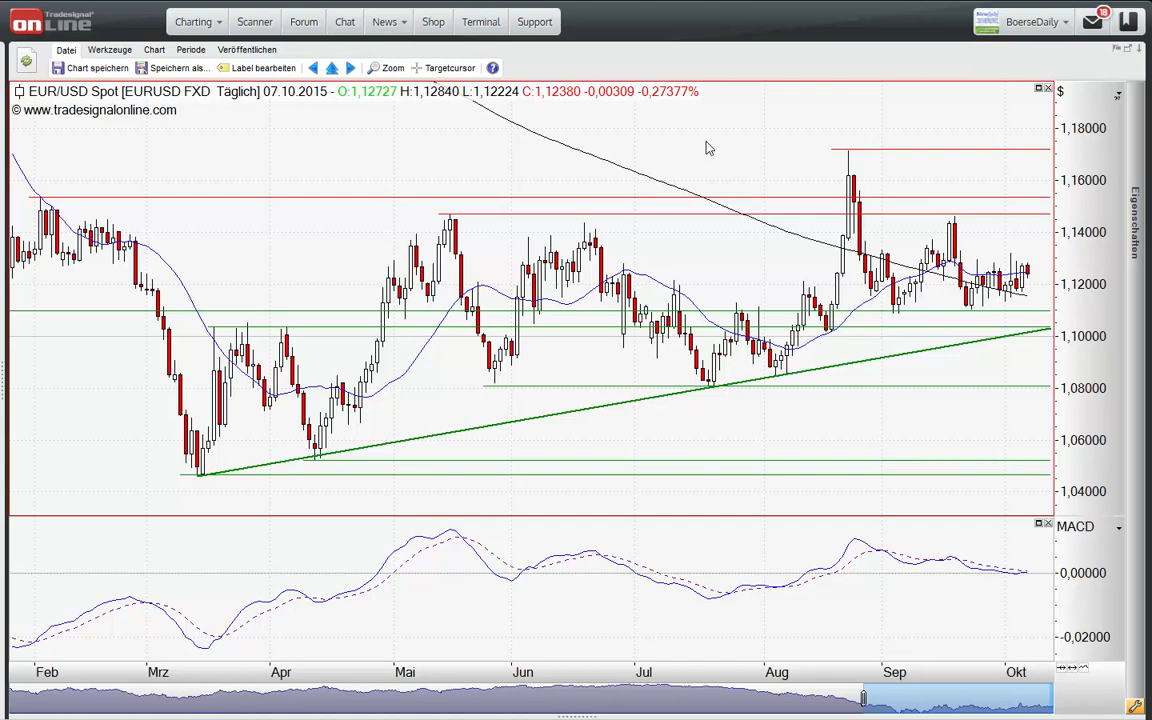 Tradesignal
onLine
Charting
Scanner
Forum
Chat
News
Shop
Terminal
Support
BoerseDaily
18
Datei
Werkzeuge
Chart
Periode
Veröffentlichen
Chart speichern
Speichern als...
Label bearbeiten
Zoom
Targetcursor
EUR/USD Spot [EURUSD FXD Täglich] 07.10.2015 - O:1,12727 H:1,12840 L:1,12224 C:1,12380 -0,00309 -0,27377%
© www.tradesignalonline.com
$
1,18000
1,16000
1,14000
1,12000
1,10000
1,08000
1,06000
1,04000
Eigenschaften
MACD
0,00000
-0,02000
Feb
Mrz
Apr
Mai
Jun
Jul
Aug
Sep
Okt